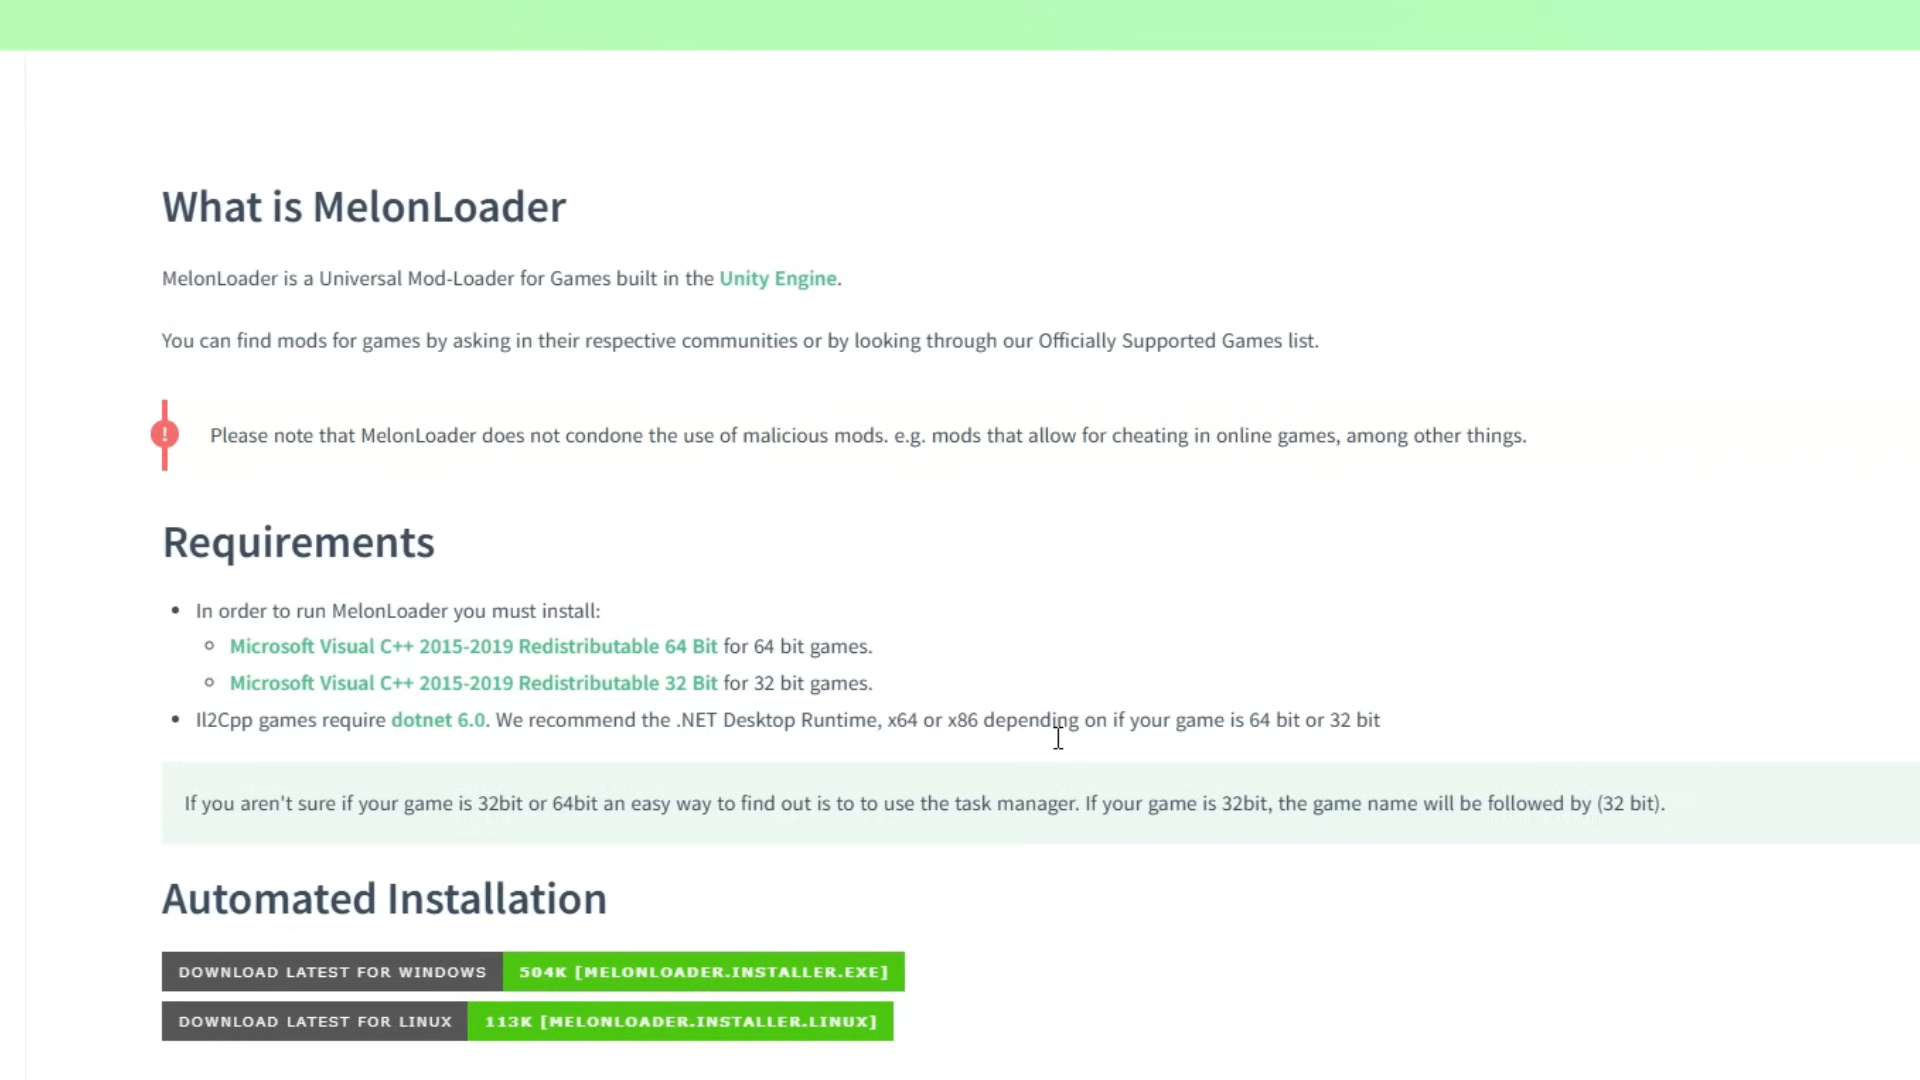 What is MelonLoader
MelonLoader is a Universal Mod-Loader for Games built in the Unity Engine.
You can find mods for games by asking in their respective communities or by looking through our Officially Supported Games list.
Please note that MelonLoader does not condone the use of malicious mods. e.g. mods that allow for cheating in online games, among other things.
Requirements
In order to run MelonLoader you must install:
Microsoft Visual C++ 2015-2019 Redistributable 64 Bit for 64 bit games.
Microsoft Visual C++ 2015-2019 Redistributable 32 Bit for 32 bit games.
Il2Cpp games require dotnet 6.0. We recommend the .NET Desktop Runtime, x64 or x86 depending on if your game is 64 bit or 32 bit
If you aren't sure if your game is 32bit or 64bit an easy way to find out is to to use the task manager. If your game is 32bit, the game name will be followed by (32 bit).
Automated Installation
DOWNLOAD LATEST FOR WINDOWS 504K [MELONLOADER.INSTALLER.EXE]
DOWNLOAD LATEST FOR LINUX 113K [MELONLOADER.INSTALLER.LINUX]